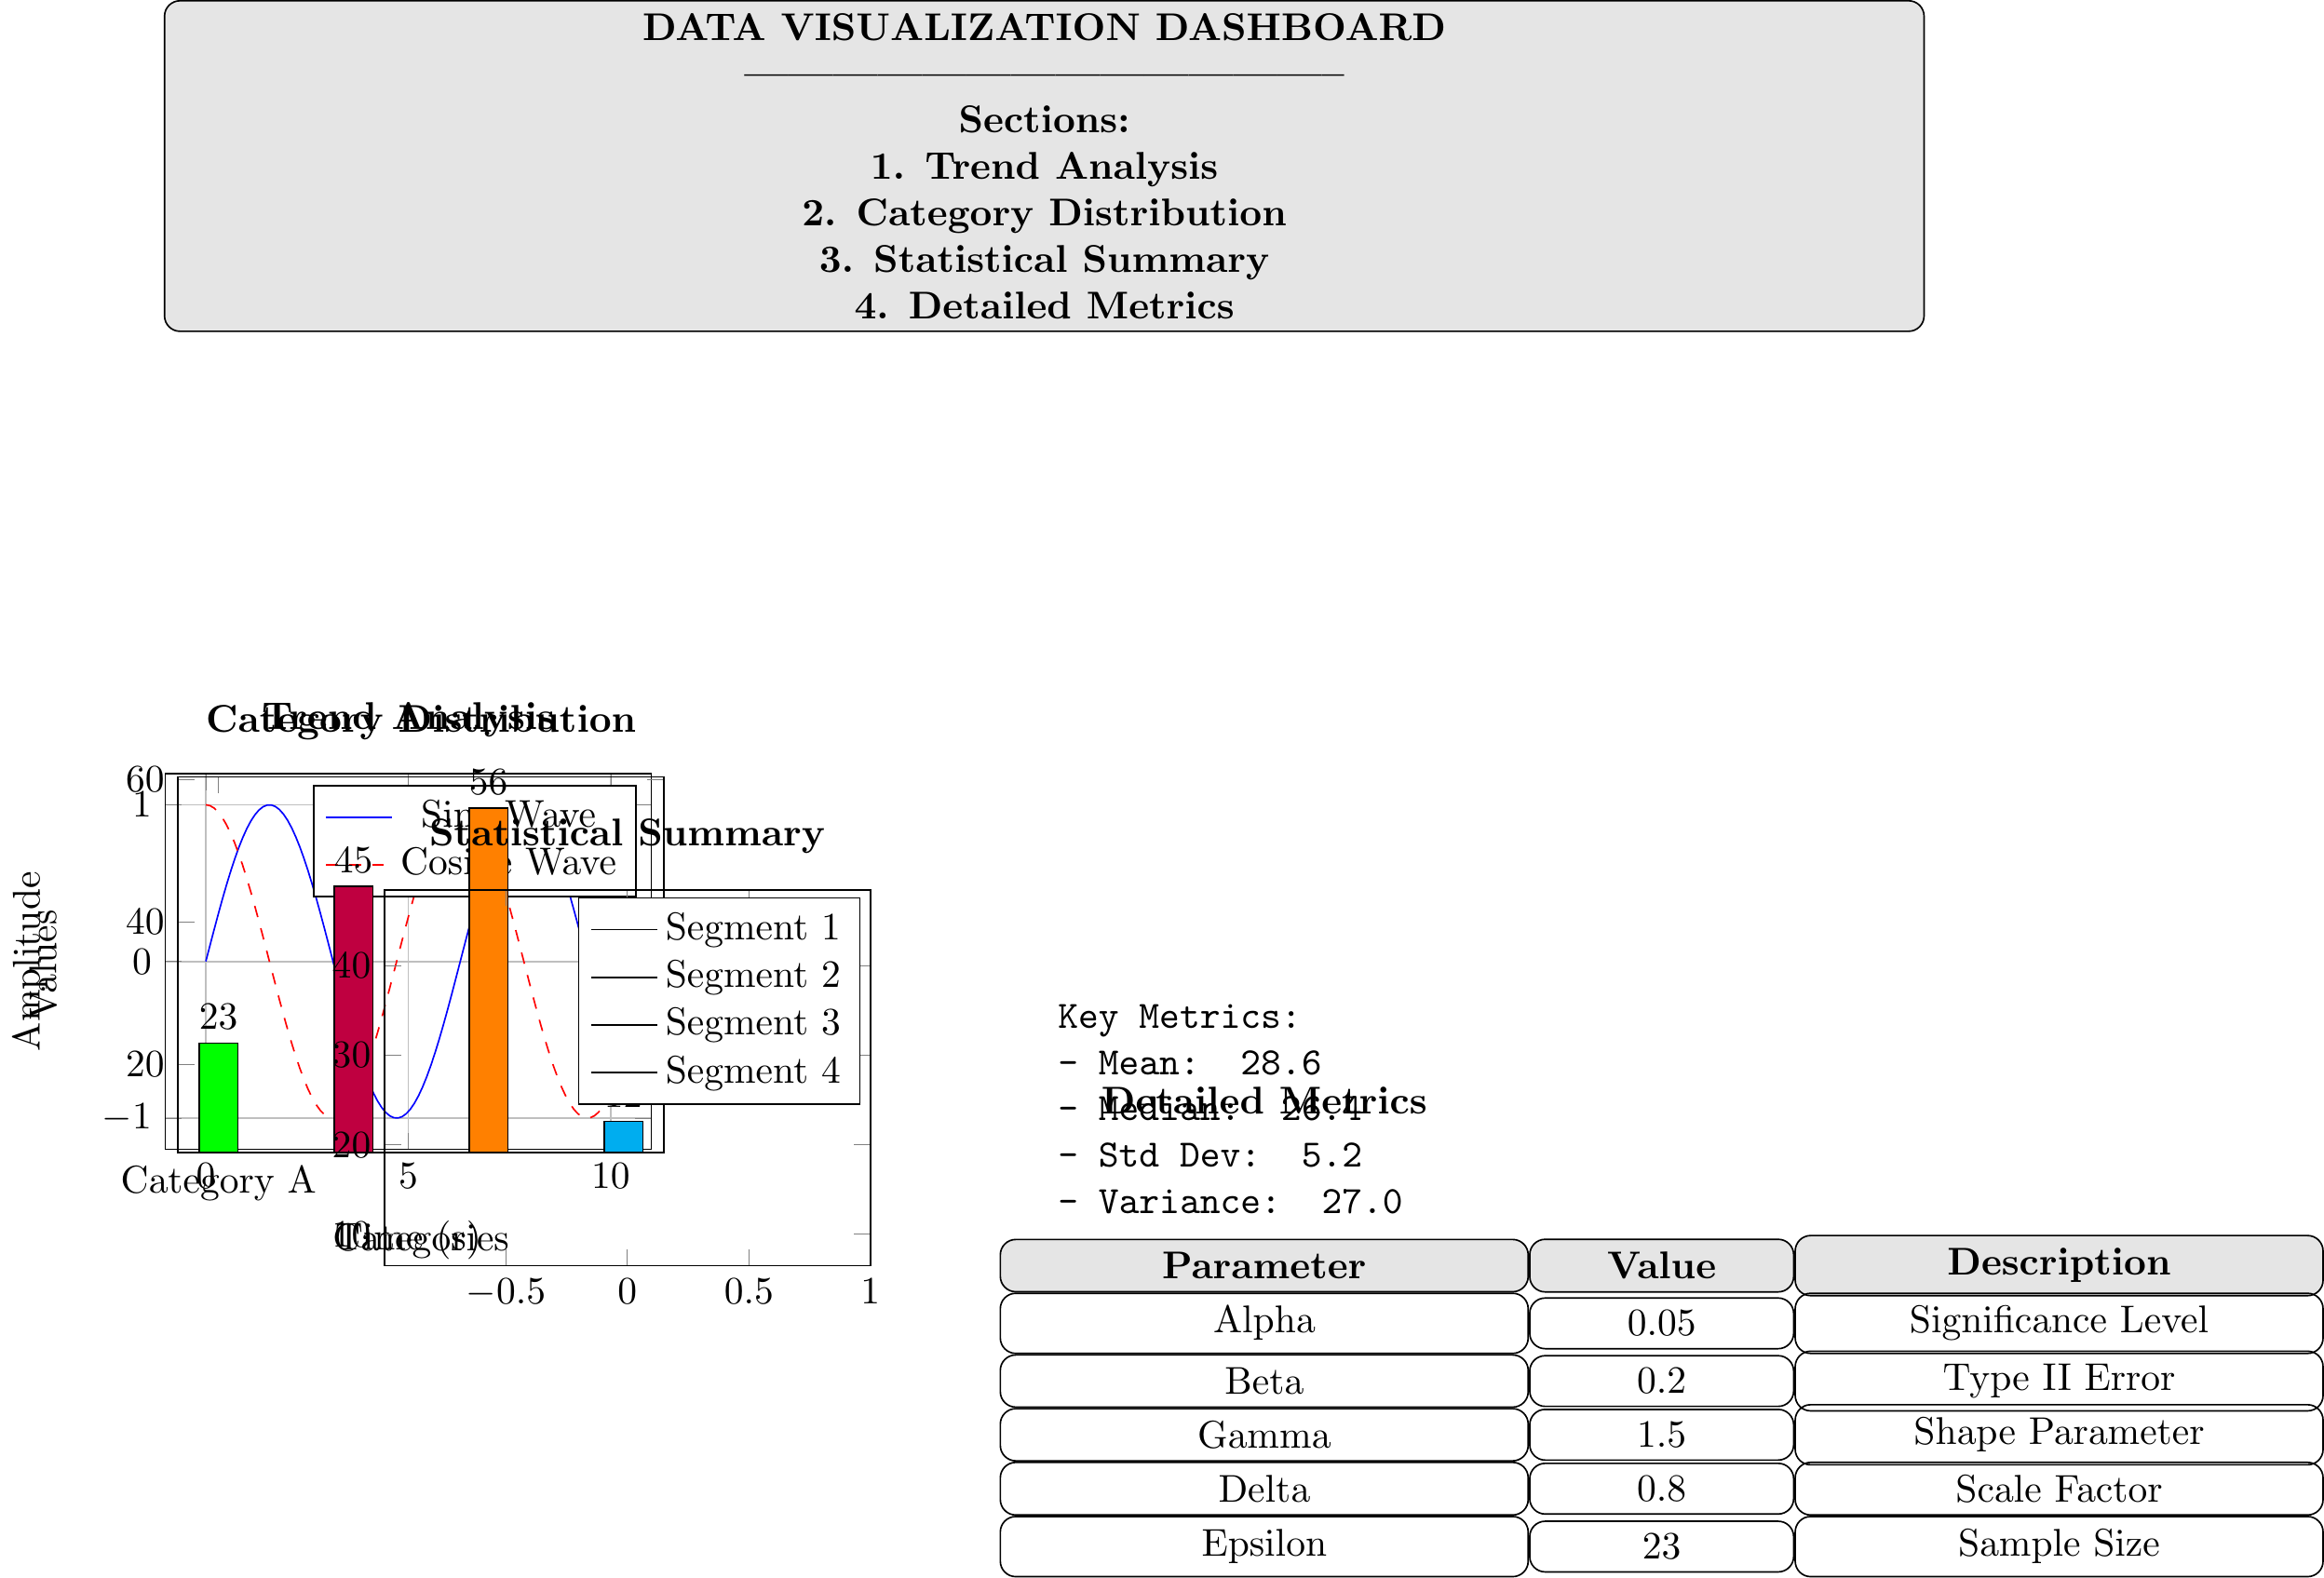 DATA VISUALIZATION DASHBOARD
Sections:
1. Trend Analysis
2. Category Distribution
3. Statistical Summary
4. Detailed Metrics
Category Distribution
Trend Analysis
60
1
40
0
20
−1
Amplitude
Values
56
45
23
Sine Wave
Cosine Wave
Statistical Summary
Segment 1
Segment 2
Segment 3
Segment 4
40
30
20
10
Category A
0
5
10
Time (s)
Categories
−0.5
0
0.5
1
Key Metrics:
- Mean: 28.6
- Median: 26.4
- Std Dev: 5.2
- Variance: 27.0
Detailed Metrics
Parameter Value Description
Alpha 0.05 Significance Level
Beta 0.2 Type II Error
Gamma 1.5 Shape Parameter
Delta 0.8 Scale Factor
Epsilon 23 Sample Size